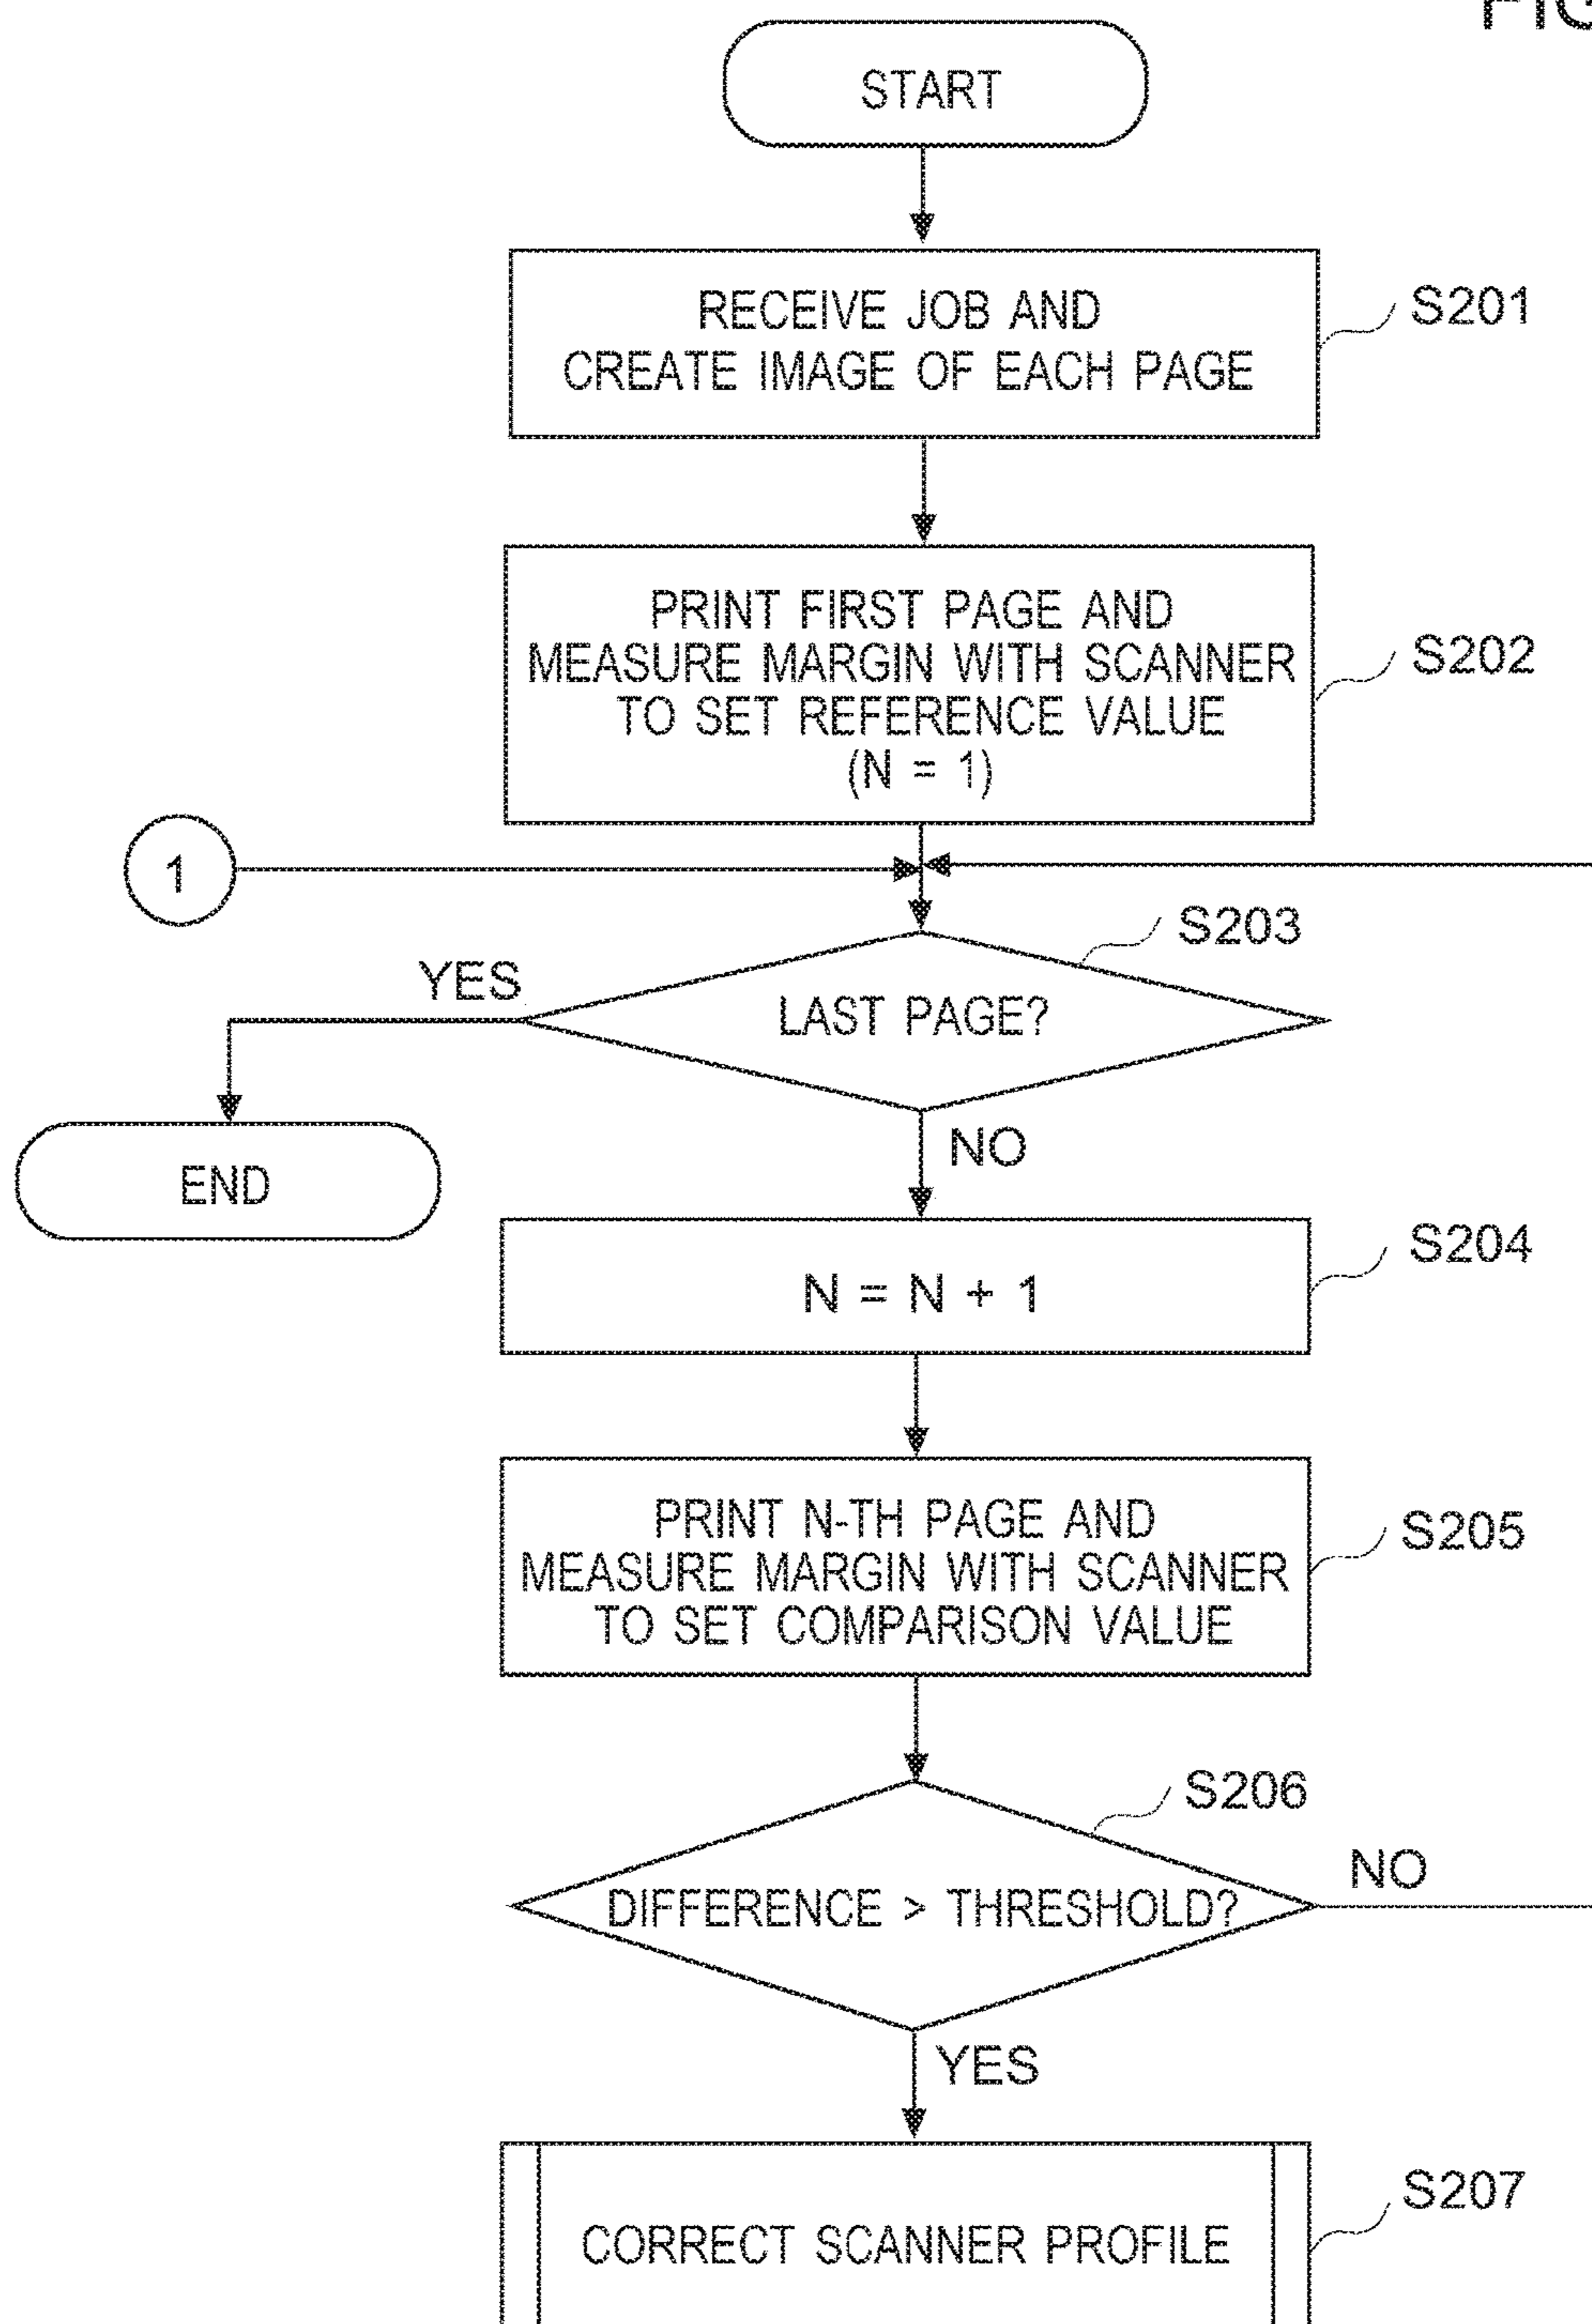 FIG
START
RECEIVE JOB AND
CREATE IMAGE OF EACH PAGE
S201
PRINT FIRST PAGE AND
MEASURE MARGIN WITH SCANNER
TO SET REFERENCE VALUE
(N = 1)
S202
1
S203
LAST PAGE?
YES
NO
END
N = N + 1
S204
PRINT N-TH PAGE AND
MEASURE MARGIN WITH SCANNER
TO SET COMPARISON VALUE
S205
S206
DIFFERENCE > THRESHOLD?
NO
YES
CORRECT SCANNER PROFILE
S207